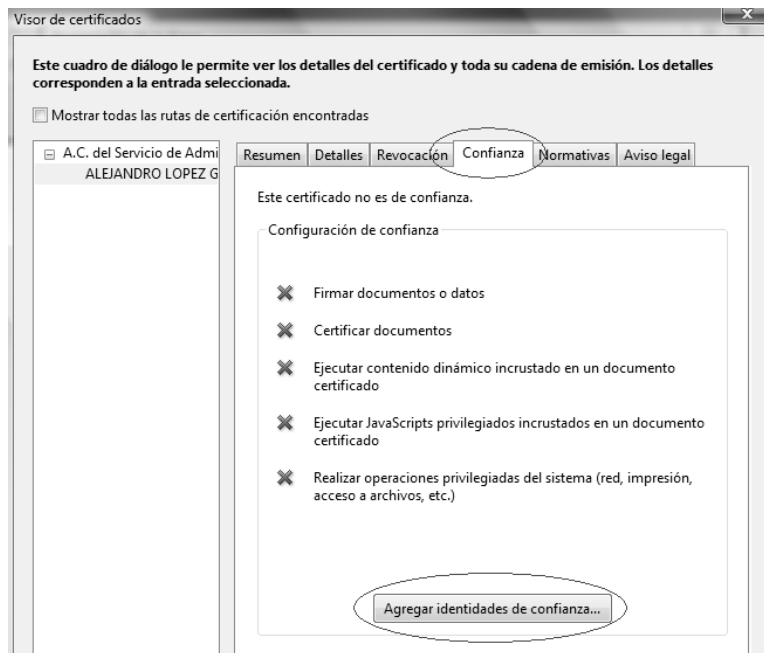 Visor de certificados
Este cuadro de diálogo le permite ver los detalles del certificado y toda su cadena de emisión. Los detalles
corresponden a la entrada seleccionada.
Mostrar todas las rutas de certificación encontradas
A.C. del Servicio de Admi
ALEJANDRO LOPEZ G
Resumen Detalles Revocación Confianza Normativas Aviso legal
Este certificado no es de confianza.
Configuración de confianza
Firmar documentos o datos
Certificar documentos
Ejecutar contenido dinámico incrustado en un documento
certificado
Ejecutar JavaScripts privilegiados incrustados en un documento
certificado
Realizar operaciones privilegiadas del sistema (red, impresión,
acceso a archivos, etc.)
Agregar identidades de confianza...